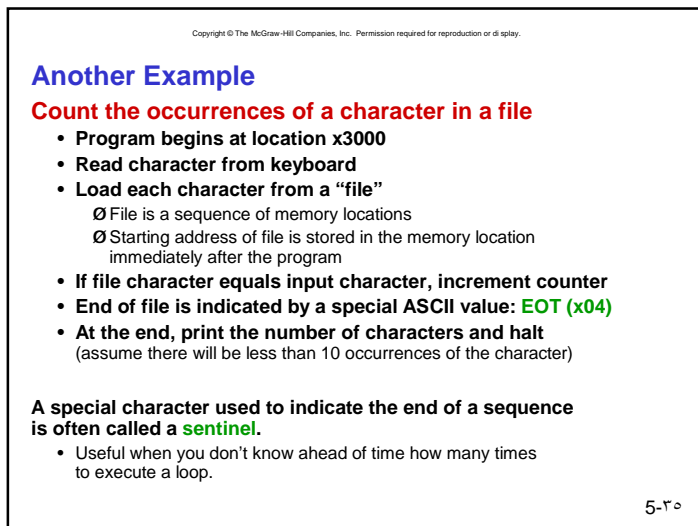 Copyright © The McGraw-Hill Companies, Inc. Permission required for reproduction or di splay.
Another Example
Count the occurrences of a character in a file
• Program begins at location x3000
• Read character from keyboard
• Load each character from a “file”
Ø File is a sequence of memory locations
Ø Starting address of file is stored in the memory location
immediately after the program
• If file character equals input character, increment counter
• End of file is indicated by a special ASCII value: EOT (x04)
• At the end, print the number of characters and halt
(assume there will be less than 10 occurrences of the character)
A special character used to indicate the end of a sequence
is often called a sentinel.
• Useful when you don’t know ahead of time how many times
to execute a loop.
5-٣٥